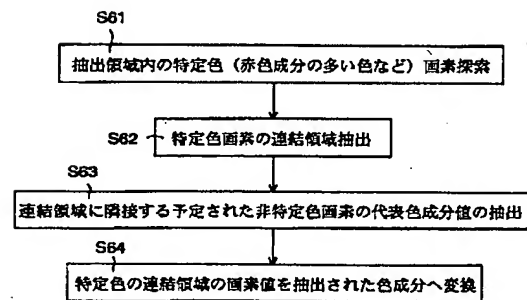 S61
抽出領域内の特定色（赤色成分の多い色など）画素探索
S62
特定色画素の連結領域抽出
S63
連結領域に隣接する予定された非特定色画素の代表色成分値の抽出
S64
特定色の連結領域の画素値を抽出された色成分へ変換